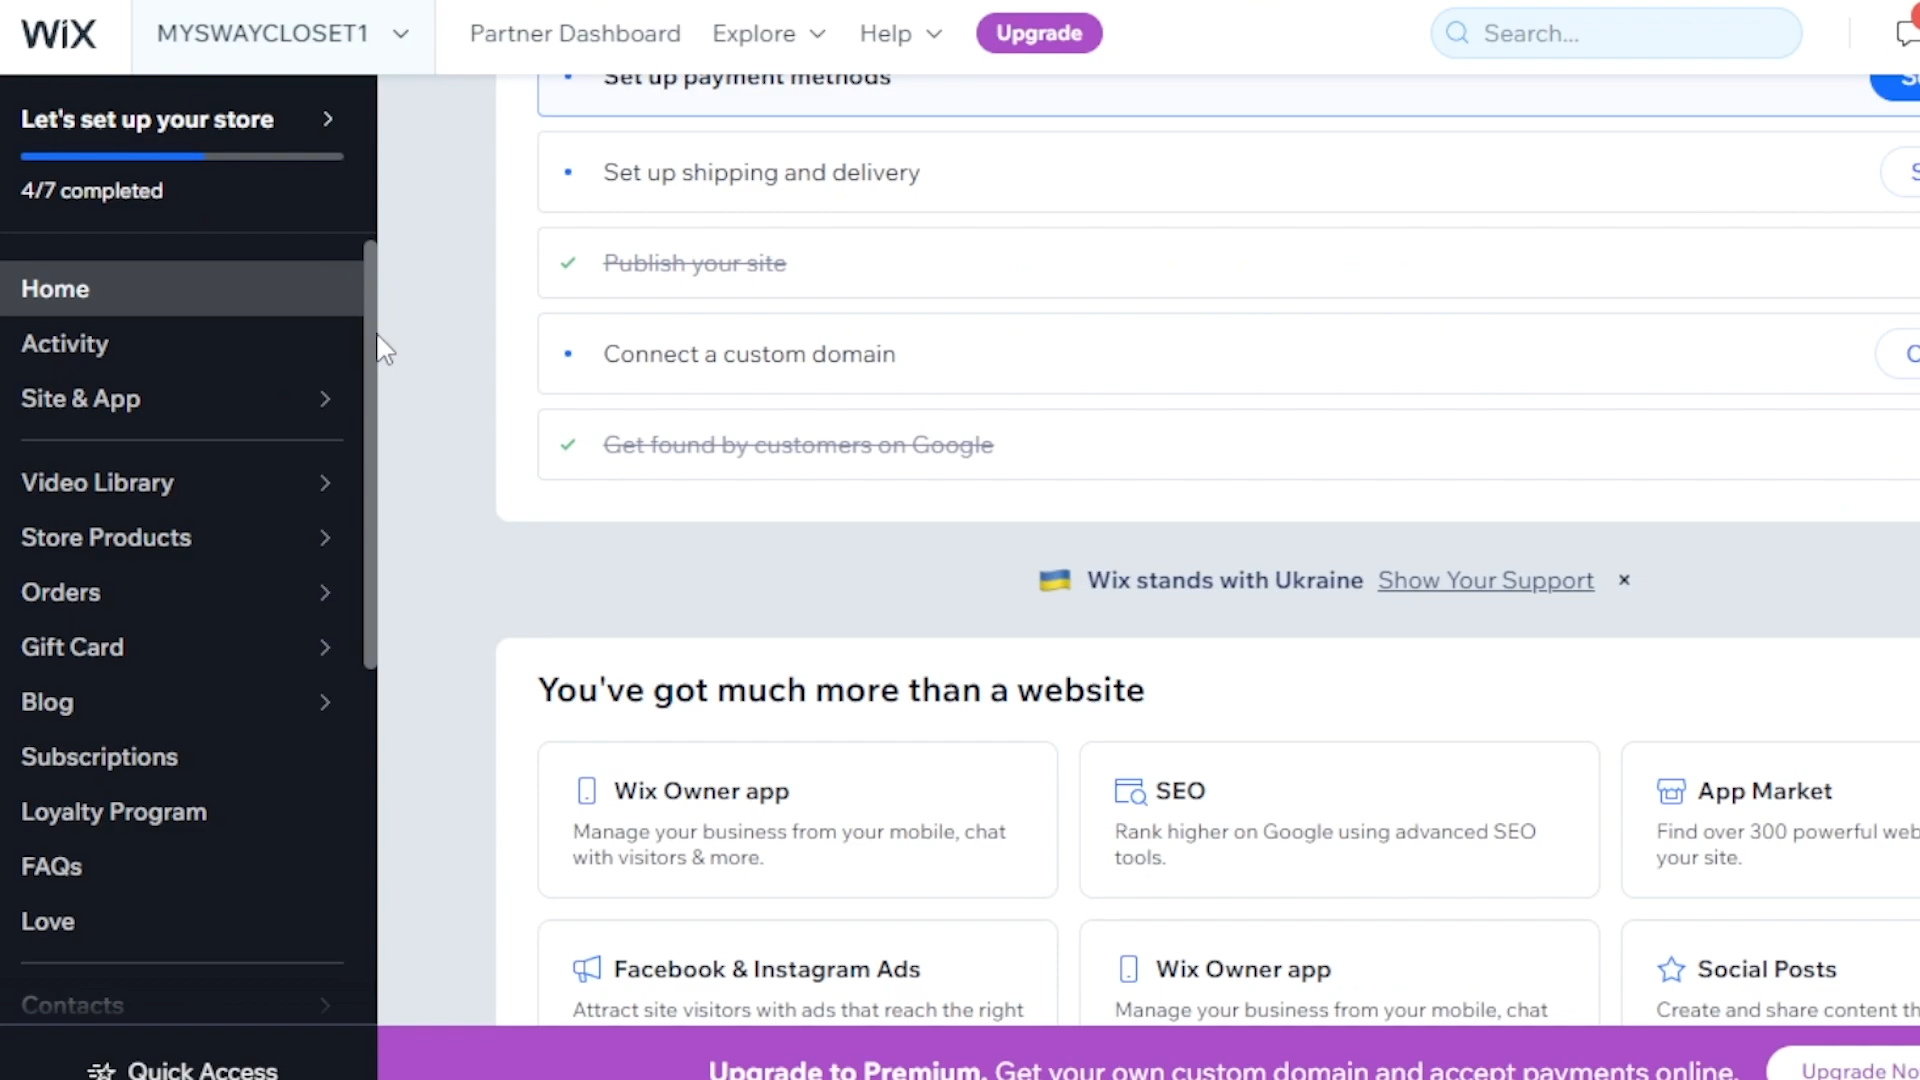 WiX
MYSWAYCLOSET1
Partner Dashboard
Explore
Help
Upgrade
Search...
Let's set up your store
4/7 completed
Home
Activity
Site & App
Video Library
Store Products
Orders
Gift Card
Blog
Subscriptions
Loyalty Program
FAQs
Love
Contacts
Quick Access
Set up payment methods
Set up shipping and delivery
Publish your site
Connect a custom domain
Get found by customers on Google
Wix stands with Ukraine Show Your Support
You've got much more than a website
Wix Owner app
Manage your business from your mobile, chat
with visitors & more.
SEO
Rank higher on Google using advanced SEO
tools.
App Market
Find over 300 powerful web
your site.
Facebook & Instagram Ads
Attract site visitors with ads that reach the right
Wix Owner app
Manage your business from your mobile, chat
Social Posts
Create and share content
Upgrade to Premium. Get your own custom domain and accept payments online.
Upgrade